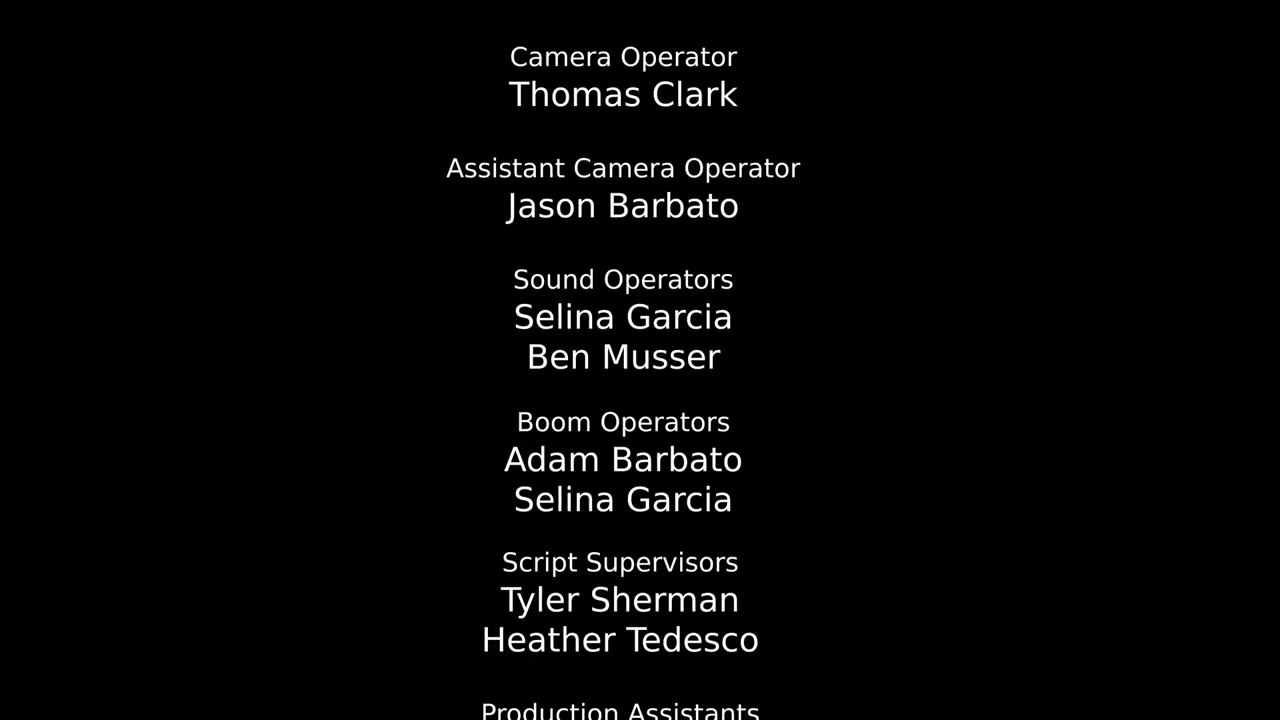 Camera Operator
Thomas Clark
Assistant Camera Operator
Jason Barbato
Sound Operators
Selina Garcia
Ben Musser
Boom Operators
Adam Barbato
Selina Garcia
Script Supervisors
Tyler Sherman
Heather Tedesco
Production Assistants